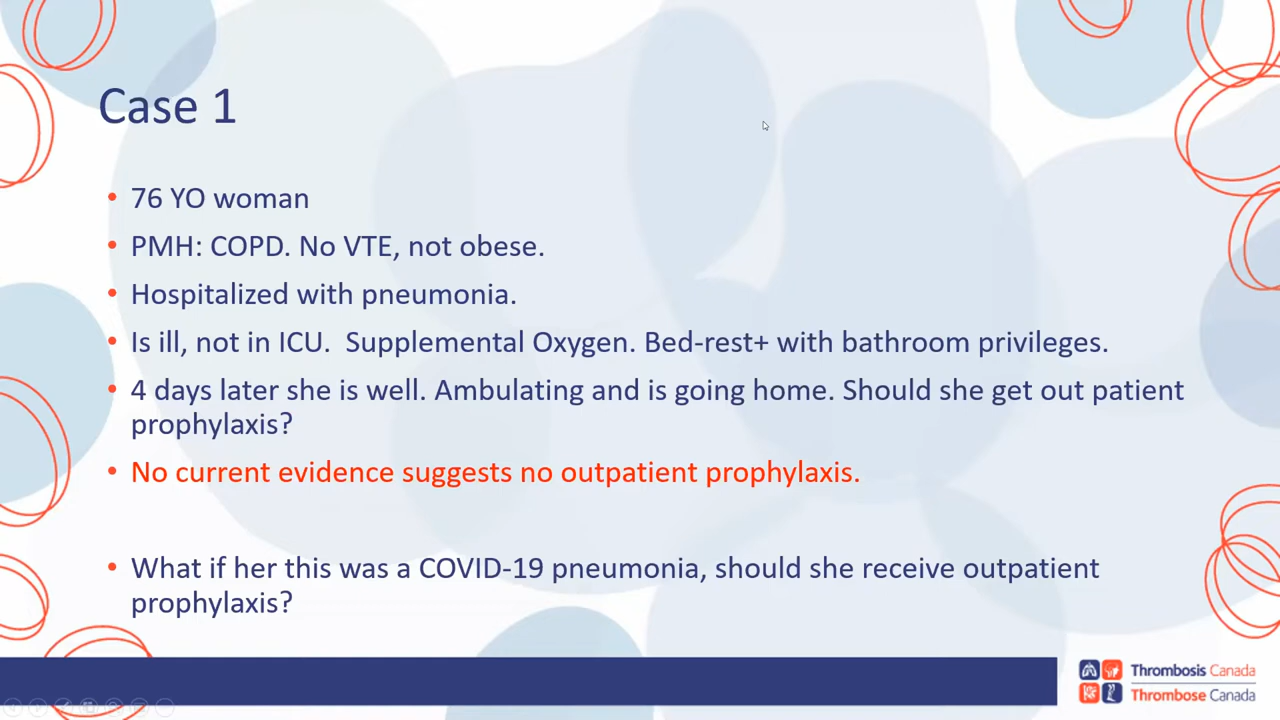 Case 1
• 76 YO woman
• PMH: COPD. No VTE, not obese.
• Hospitalized with pneumonia.
• Is ill, not in ICU.  Supplemental Oxygen. Bed-rest+ with bathroom privileges.
• 4 days later she is well. Ambulating and is going home. Should she get out patient
prophylaxis?
• No current evidence suggests no outpatient prophylaxis.
• What if her this was a COVID-19 pneumonia, should she receive outpatient
prophylaxis?
Thrombosis Canada
Thrombose Canada